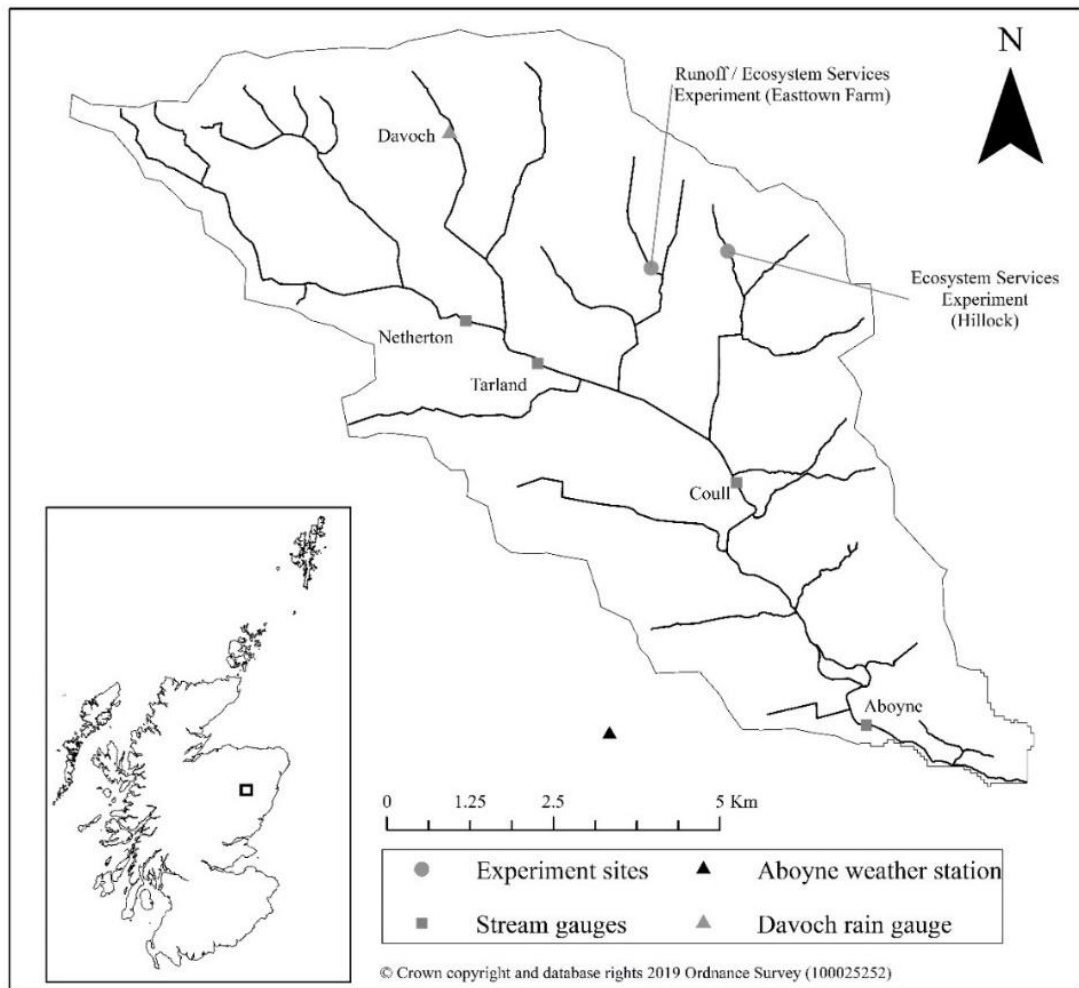 N
Runoff / Ecosystem Services
Experiment (Easttown Farm)
Davoch
Ecosystem Services
Experiment
(Hillock)
Netherton
Tarland
Coull
Aboyne
0 1.25 2.5 5 Km
Experiment sites
Aboyne weather station
Stream gauges
Davoch rain gauge
© Crown copyright and database rights 2019 Ordnance Survey (100025252)